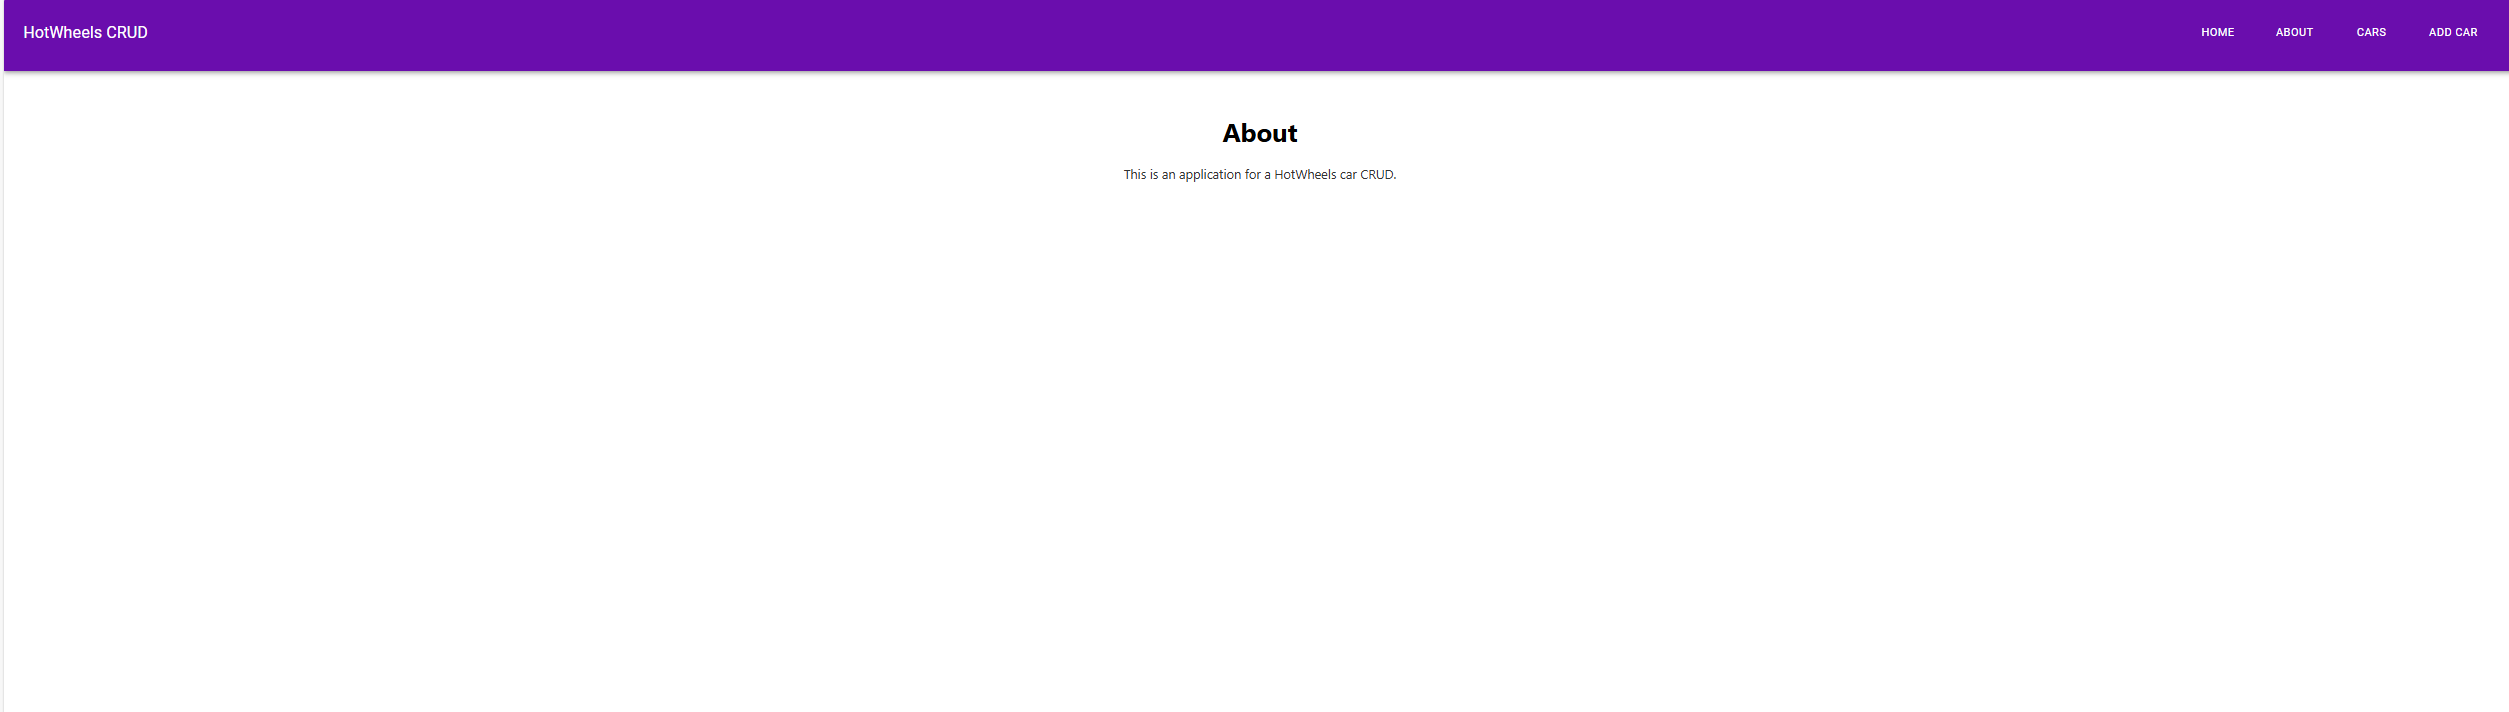 HotWheels CRUD HOME ABOUT CARS ADD CAR
About
This is an application for a HotWheels car CRUD.